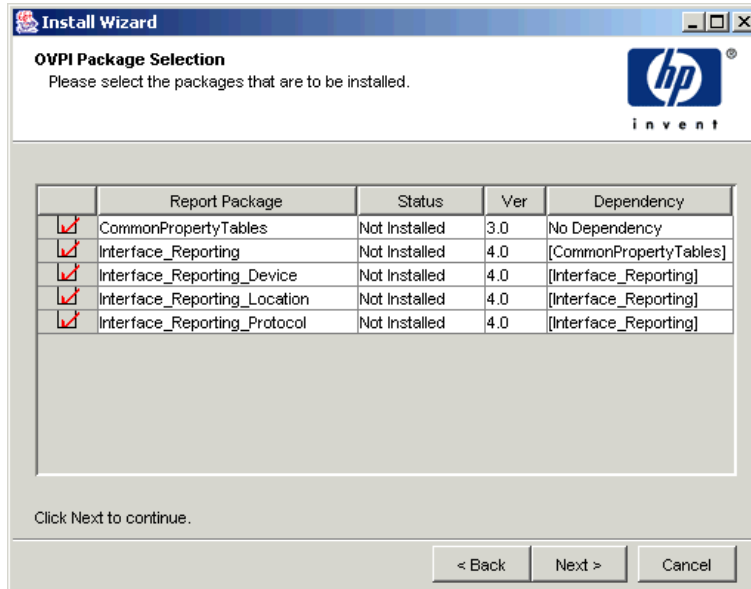 Install Wizard
OVPI Package Selection
Please select the packages that are to be installed.
hp
®
invent
Report Package Status Ver Dependency
CommonPropertyTables Not Installed 3.0 No Dependency
Interface_Reporting Not Installed 4.0 [CommonPropertyTables]
Interface_Reporting_Device Not Installed 4.0 [Interface_Reporting]
Interface_Reporting_Location Not Installed 4.0 [Interface_Reporting]
Interface_Reporting_Protocol Not Installed 4.0 [Interface_Reporting]
Click Next to continue.
< Back Next > Cancel